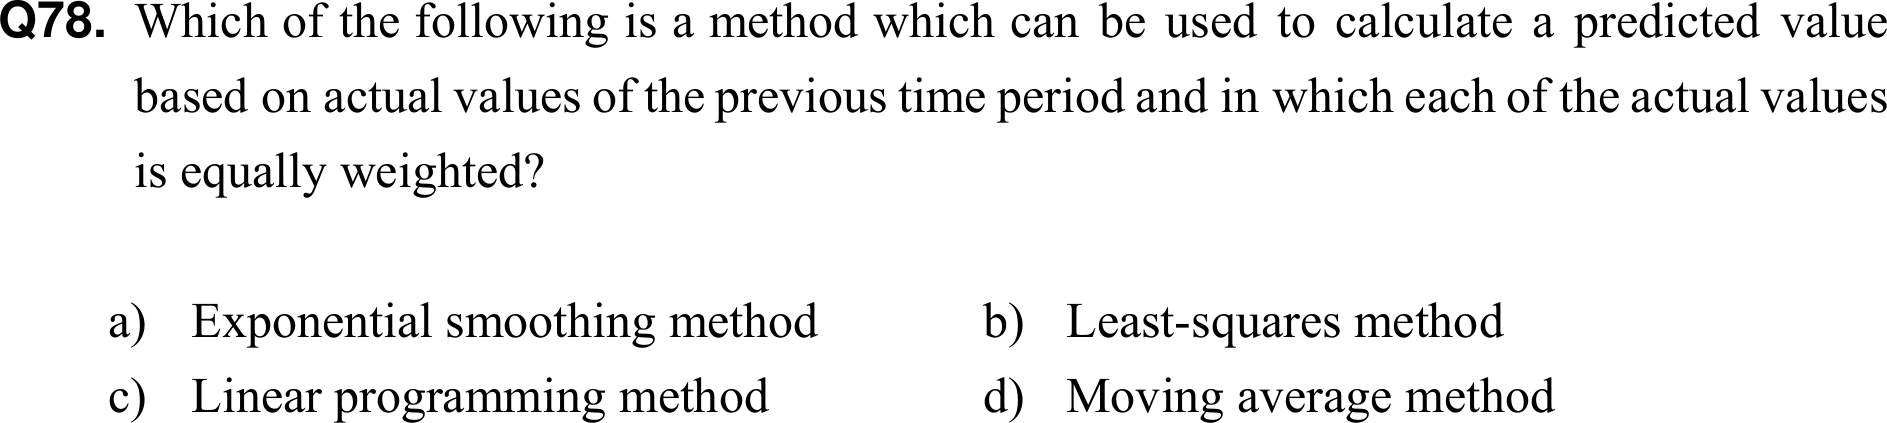 Q78. Which of the following is a method which can be used to calculate a predicted value
based on actual values of the previous time period and in which each of the actual values
is equally weighted?
a) Exponential smoothing method b) Least-squares method
c) Linear programming method d) Moving average method